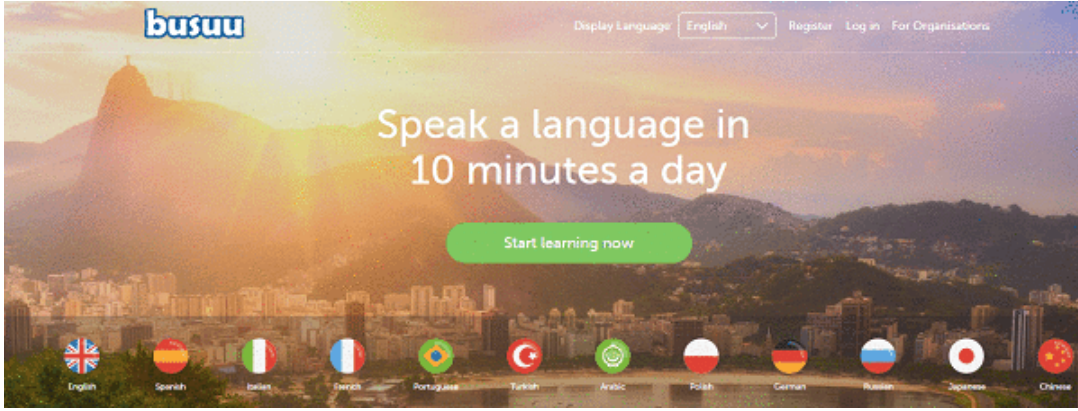 busuu
Display Language English Register Log in For Organisations
Speak a language in
10 minutes a day
Start learning now
English Spanish Italian French Portuguese Turkish Arabic Polish German Russian Japanese Chinese